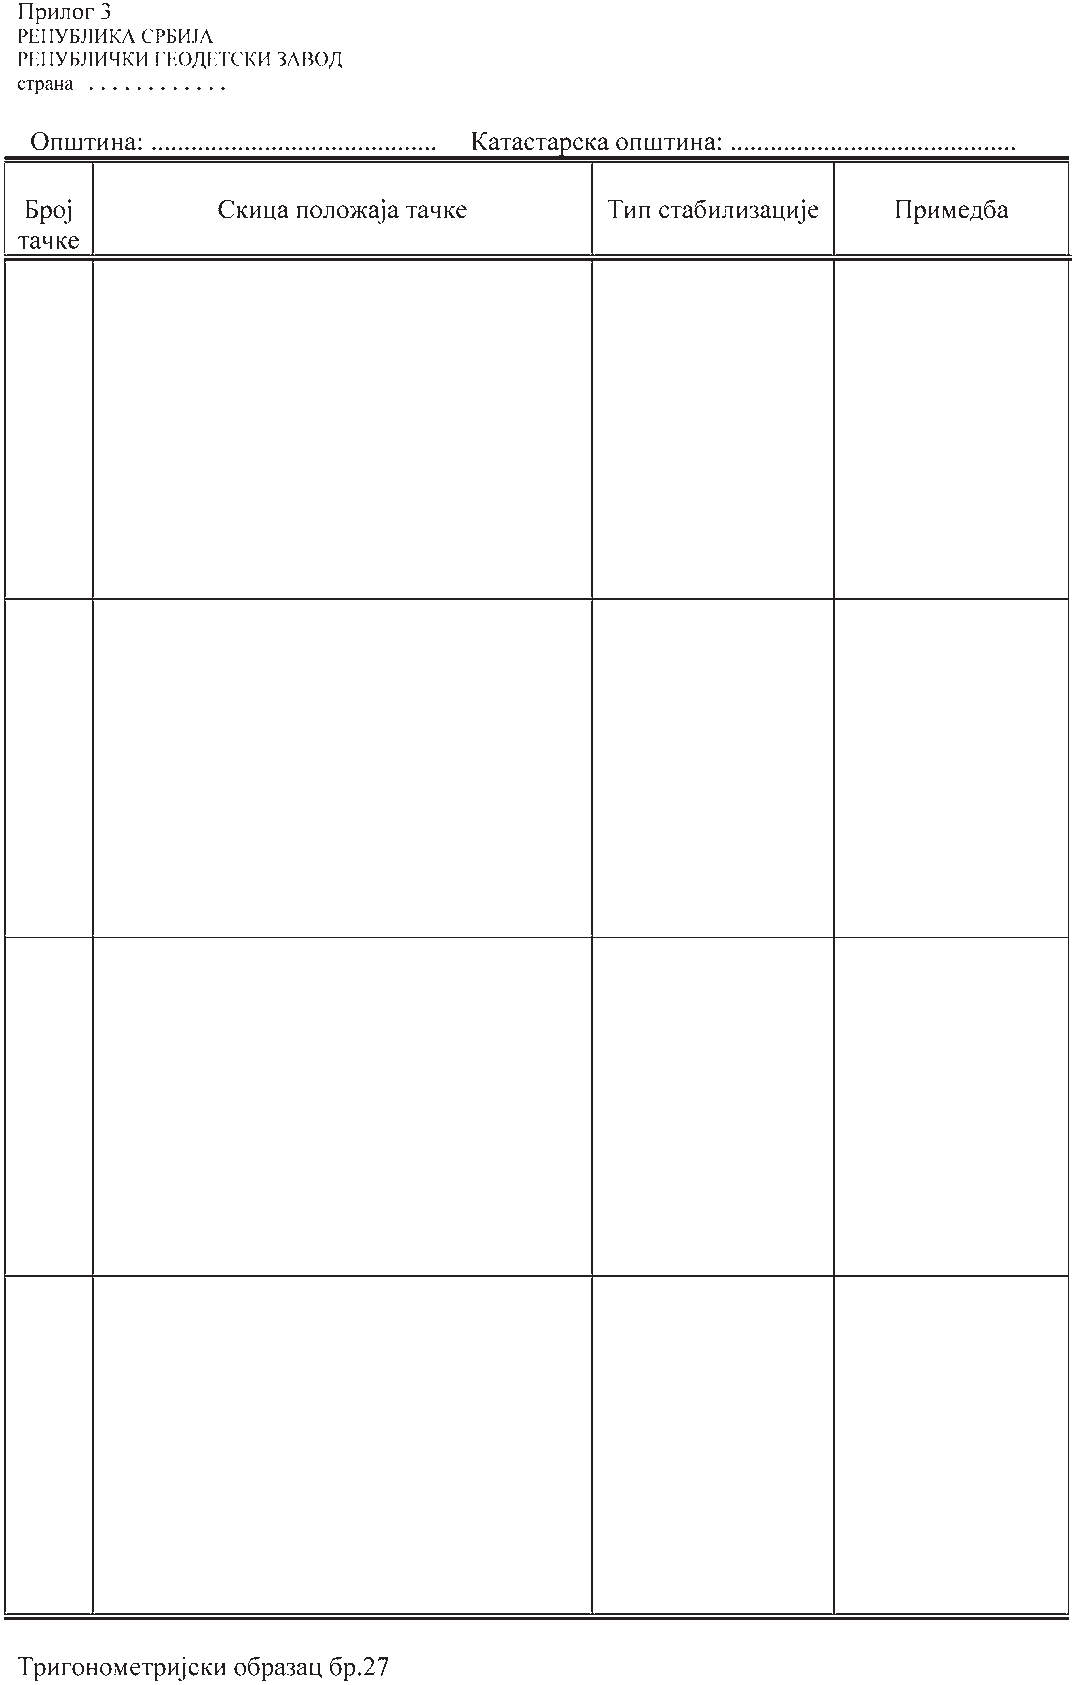 Прилог 3
РЕПУБЛИКА СРБИЈА
РЕПУБЛИЧКИ ГЕОДЕТСКИ ЗАВОД
страна . . . . . . . . . . . .
Општина: ........................................... Катастарска општина: ...........................................
Број тачке
Скица положаја тачке
Тип стабилизације
Примедба
Тригонометријски образац бр.27